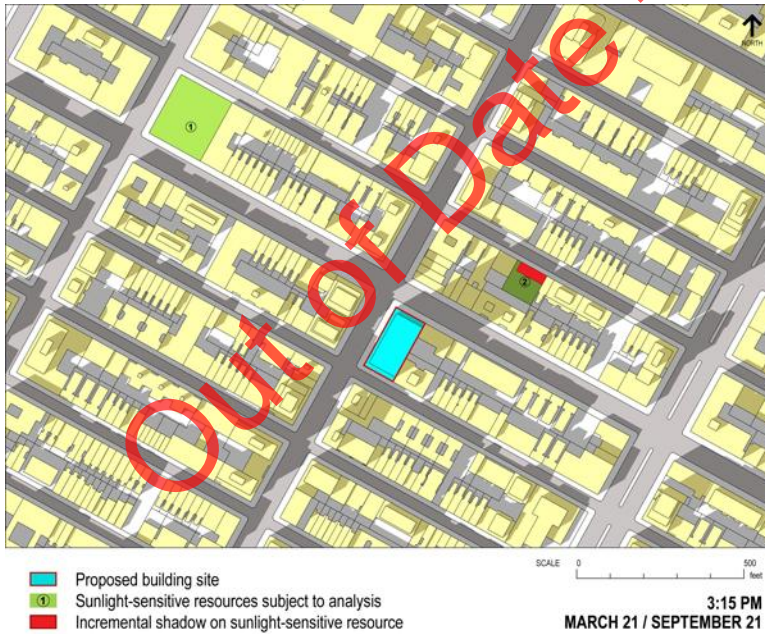 NORTH
①
②
Out of Date
Proposed building site
① Sunlight-sensitive resources subject to analysis
Incremental shadow on sunlight-sensitive resource
SCALE 0 500
feet
3:15 PM
MARCH 21 / SEPTEMBER 21